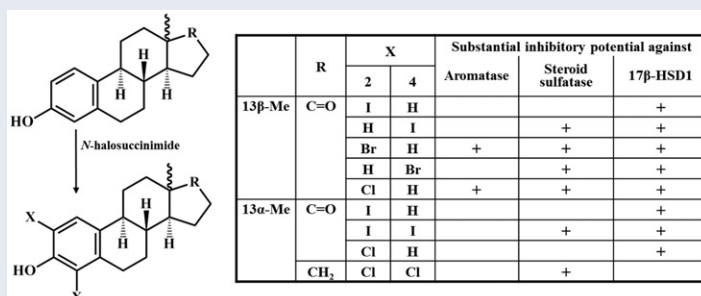 R
H
H
H
HO
N-halosuccinimide
R
X
H
H
H
HO
X
R X Substantial inhibitory potential against
2 4 Aromatase Steroid sulfatase 17β-HSD1
13β-Me C=O I H +
H I + +
Br H + + +
H Br + +
Cl H + + +
13α-Me C=O I H +
I I + +
Cl H +
CH₂ Cl Cl +